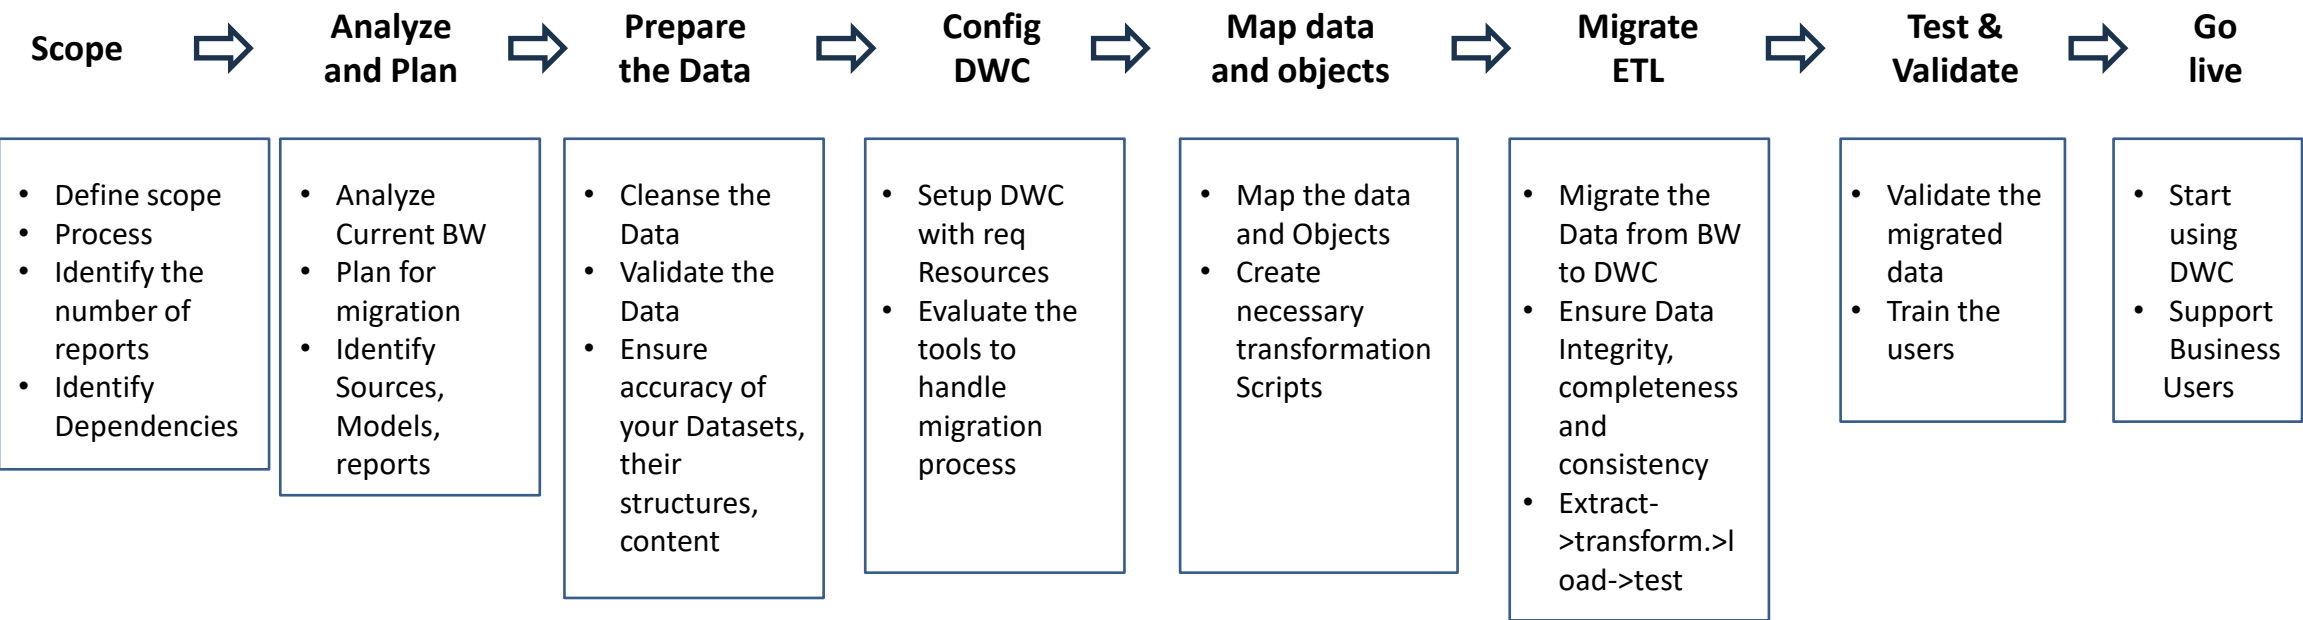 Scope
Analyze
and Plan
Prepare
the Data
Config
DWC
Map data
and objects
Migrate
ETL
Test &
Validate
Go
live
• Define scope
• Process
• Identify the
number of
reports
• Identify
Dependencies
• Analyze
Current BW
• Plan for
migration
• Identify
Sources,
Models,
reports
• Cleanse the
Data
• Validate the
Data
• Ensure
accuracy of
your Datasets,
their
structures,
content
• Setup DWC
with req
Resources
• Evaluate the
tools to
handle
migration
process
• Map the data
and Objects
• Create
necessary
transformation
Scripts
• Migrate the
Data from BW
to DWC
• Ensure Data
Integrity,
completeness
and
consistency
• Extract-
>transform.>l
oad->test
• Validate the
migrated
data
• Train the
users
• Start
using
DWC
• Support
Business
Users